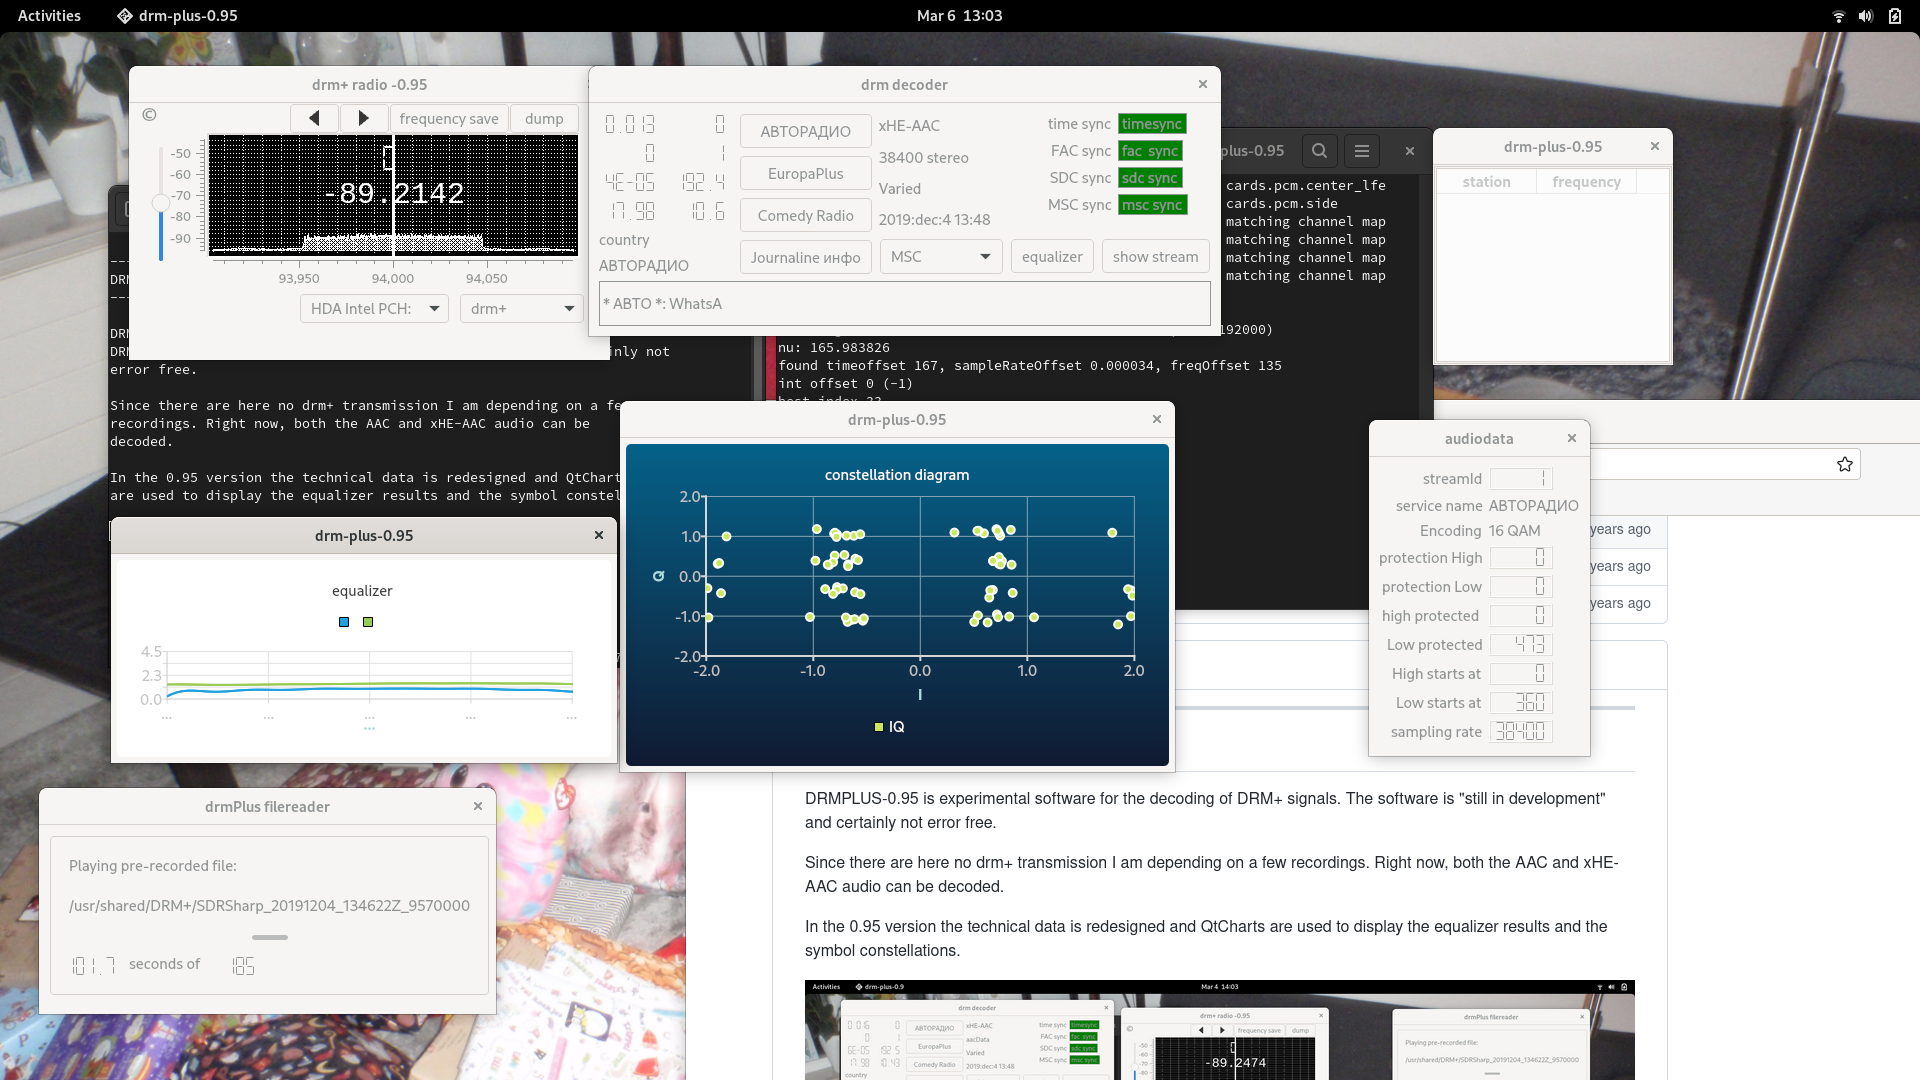 Activities
drm-plus-0.95
Mar 6 13:03
drm+ radio -0.95
©
frequency save
dump
-50
-60
-70
-80
-90
-89.2142
93,950
94,000
94,050
HDA Intel PCH:
drm+
drm decoder
0.013
0
0
1
4E-05
192.4
17.98
10.6
country
АВТОРАДИО
АВТОРАДИО
EuropaPlus
Comedy Radio
Journaline инфо
xHE-AAC
38400 stereo
Varied
2019:dec:4 13:48
time sync
timesync
FAC sync
fac sync
SDC sync
sdc sync
MSC sync
msc sync
MSC
equalizer
show stream
* АВТО *: WhatsA
plus-0.95
cards.pcm.center_lfe
cards.pcm.side
matching channel map
matching channel map
matching channel map
matching channel map
192000)
nu: 165.983826
found timeoffset 167, sampleRateOffset 0.000034, freqOffset 135
int offset 0 (-1)
drm-plus-0.95
station
frequency
inly not
error free.
Since there are here no drm+ transmission I am depending on a fe
recordings. Right now, both the AAC and xHE-AAC audio can be
decoded.
In the 0.95 version the technical data is redesigned and QtChart
are used to display the equalizer results and the symbol constel
drm-plus-0.95
equalizer
4.5
2.3
0.0
...
...
...
...
...
...
drm-plus-0.95
constellation diagram
2.0
1.0
0.0
-1.0
-2.0
Q
-2.0
-1.0
0.0
1.0
2.0
I
IQ
audiodata
streamId
1
service name
АВТОРАДИО
Encoding
16 QAM
protection High
0
protection Low
0
high protected
0
Low protected
473
High starts at
0
Low starts at
360
sampling rate
38400
years ago
years ago
years ago
drmPlus filereader
Playing pre-recorded file:
/usr/shared/DRM+/SDRSharp_20191204_134622Z_9570000
101.7
seconds of
185
DRMPLUS-0.95 is experimental software for the decoding of DRM+ signals. The software is "still in development"
and certainly not error free.
Since there are here no drm+ transmission I am depending on a few recordings. Right now, both the AAC and xHE-
AAC audio can be decoded.
In the 0.95 version the technical data is redesigned and QtCharts are used to display the equalizer results and the
symbol constellations.
Activities
drm-plus-0.9
Mar 4 14:03
drm decoder
АВТОРАДИО
EuropaPlus
Comedy Radio
xHE-AAC
aacData
Varied
2019:dec:4 13:48
time sync
timesync
FAC sync
fac sync
SDC sync
sdc sync
MSC sync
msc sync
country
drm+ radio -0.95
©
frequency save
dump
-50
-60
-70
-80
-89.2474
drmPlus filereader
Playing pre-recorded file:
/usr/shared/DRM+/SDRSharp_20191204_134622Z_9570000